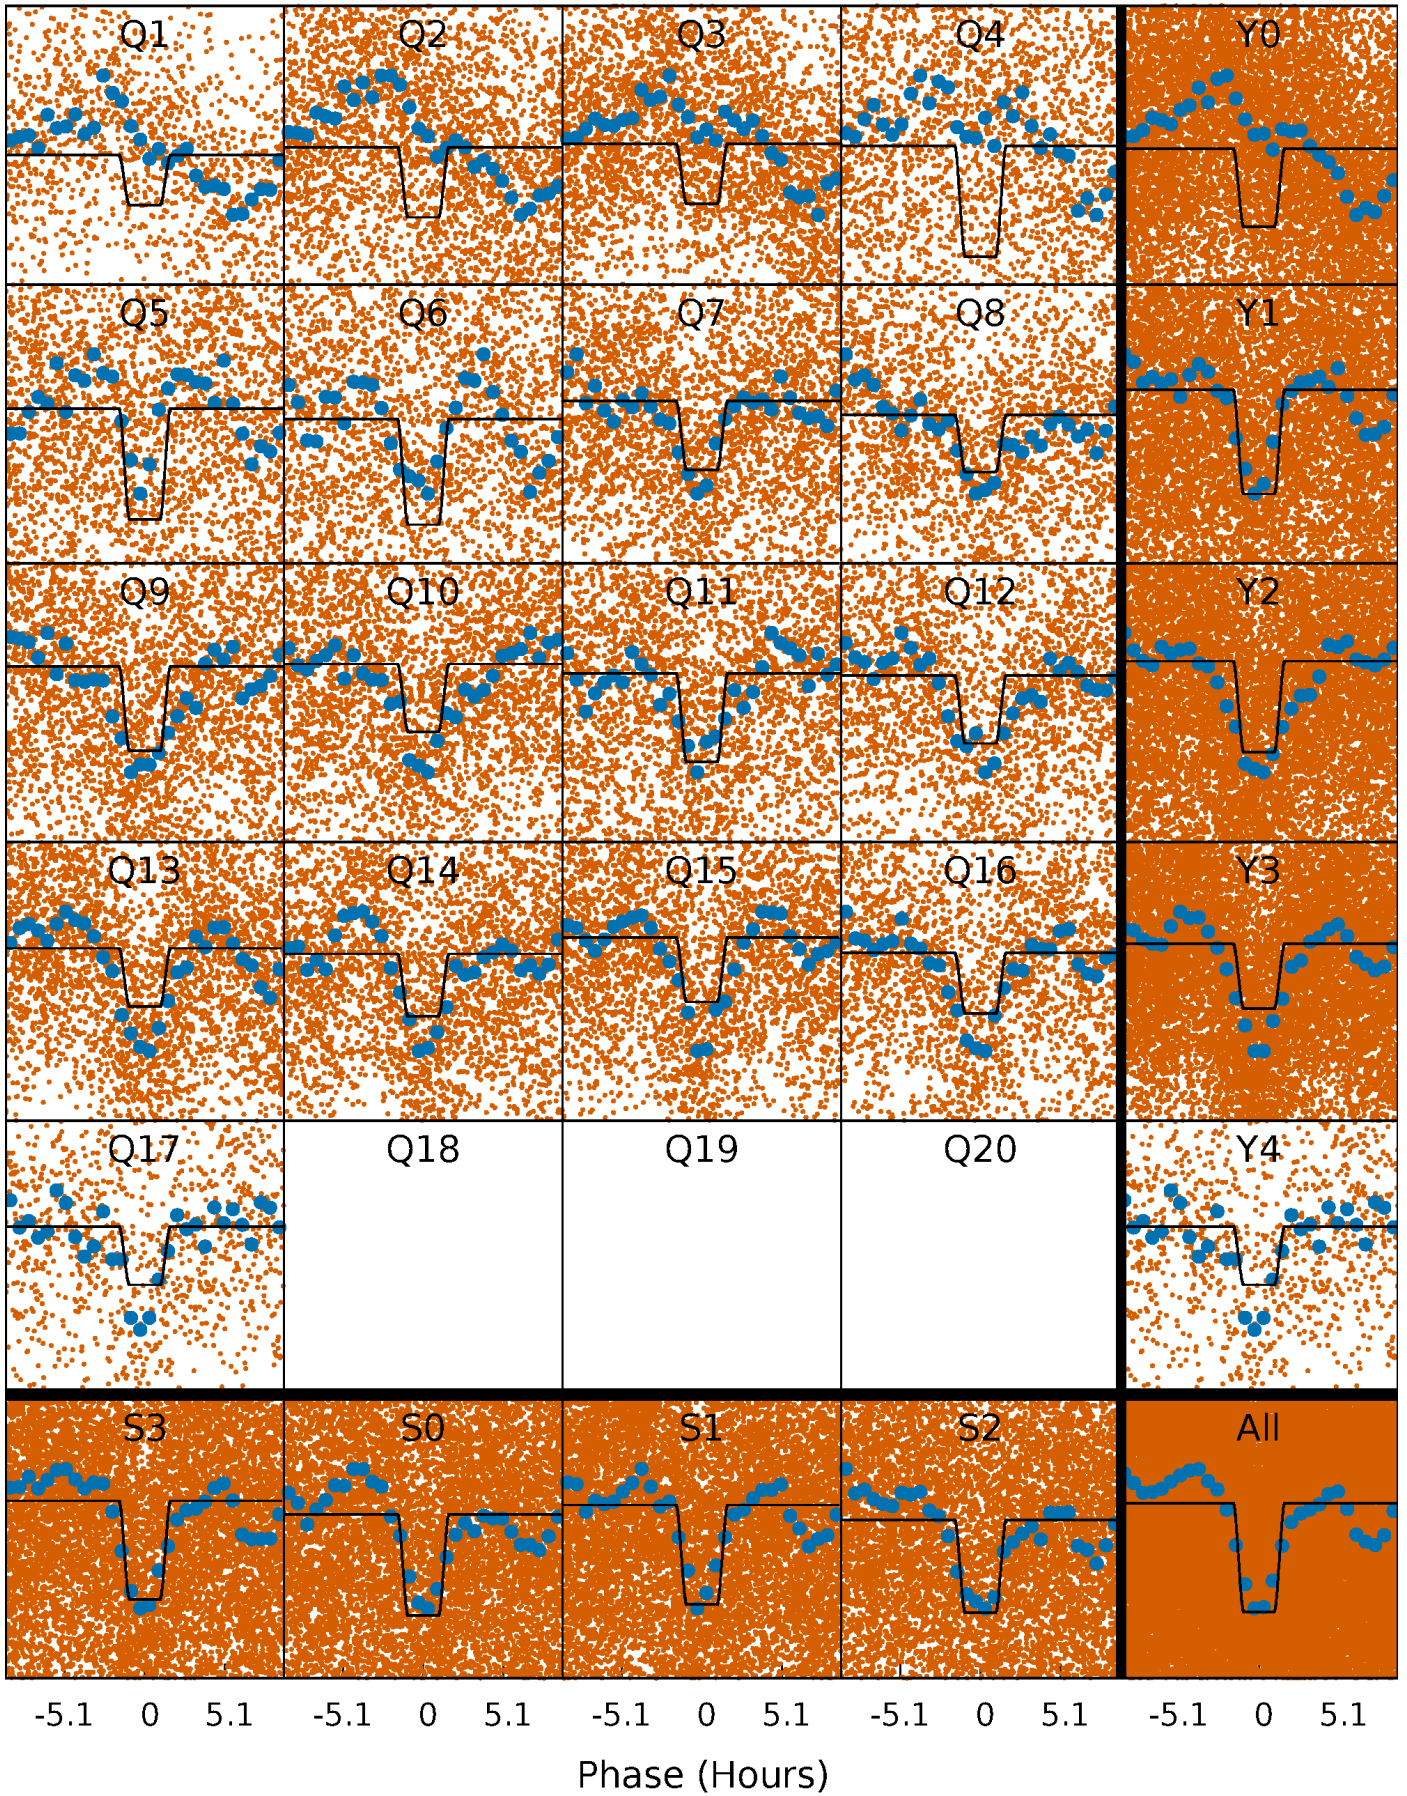 Q1 Q2 Q3 Q4 Y0
Q5 Q6 Q7 Q8 Y1
Q9 Q10 Q11 Q12 Y2
Q13 Q14 Q15 Q16 Y3
Q17 Q18 Q19 Q20 Y4
S3 S0 S1 S2 All
-5.1 0 5.1 -5.1 0 5.1 -5.1 0 5.1 -5.1 0 5.1 -5.1 0 5.1
Phase (Hours)